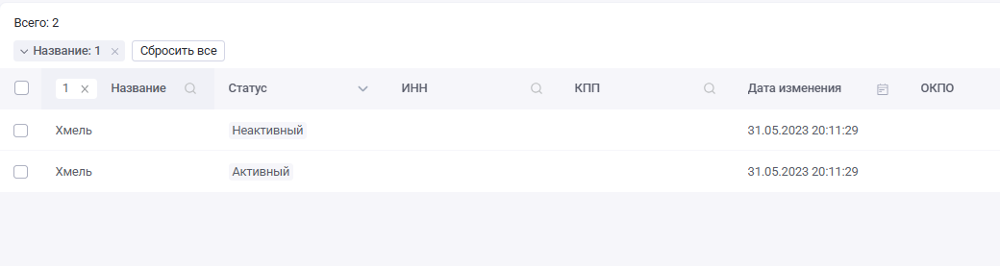 Всего: 2
Название: 1 Сбросить все
1 Название Статус ИНН КПП Дата изменения ОКПО
Хмель Неактивный 31.05.2023 20:11:29
Хмель Активный 31.05.2023 20:11:29